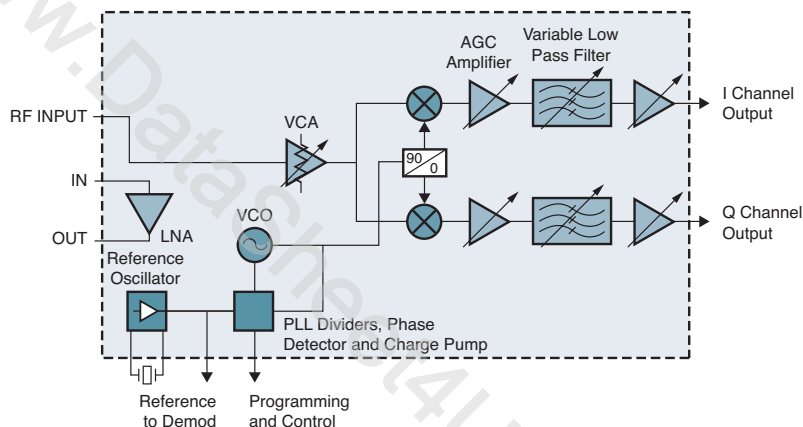 AGC
Amplifier
Variable Low
Pass Filter
RF INPUT
VCA
I Channel
Output
90
0
IN
OUT
LNA
VCO
Q Channel
Output
Reference
Oscillator
PLL Dividers, Phase
Detector and Charge Pump
Reference
to Demod
Programming
and Control